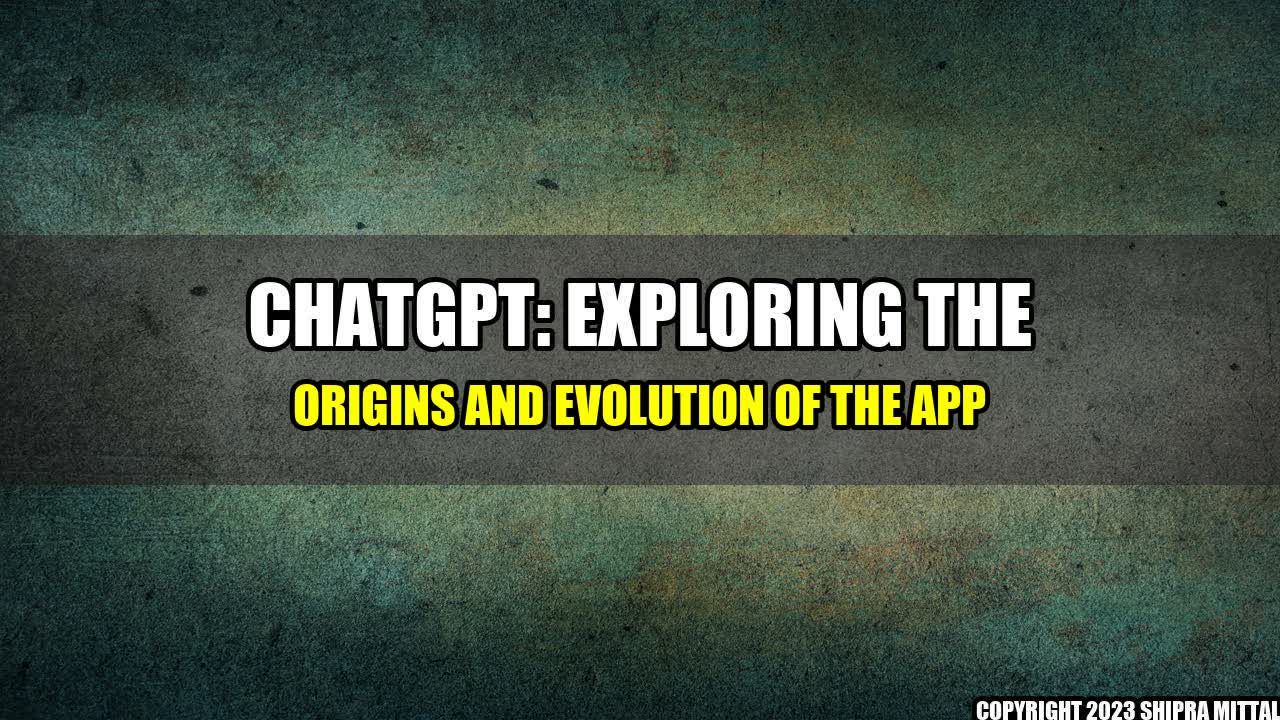 CHATGPT: EXPLORING THE
ORIGINS AND EVOLUTION OF THE APP
COPYRIGHT 2023 SHIPRA MITTAL